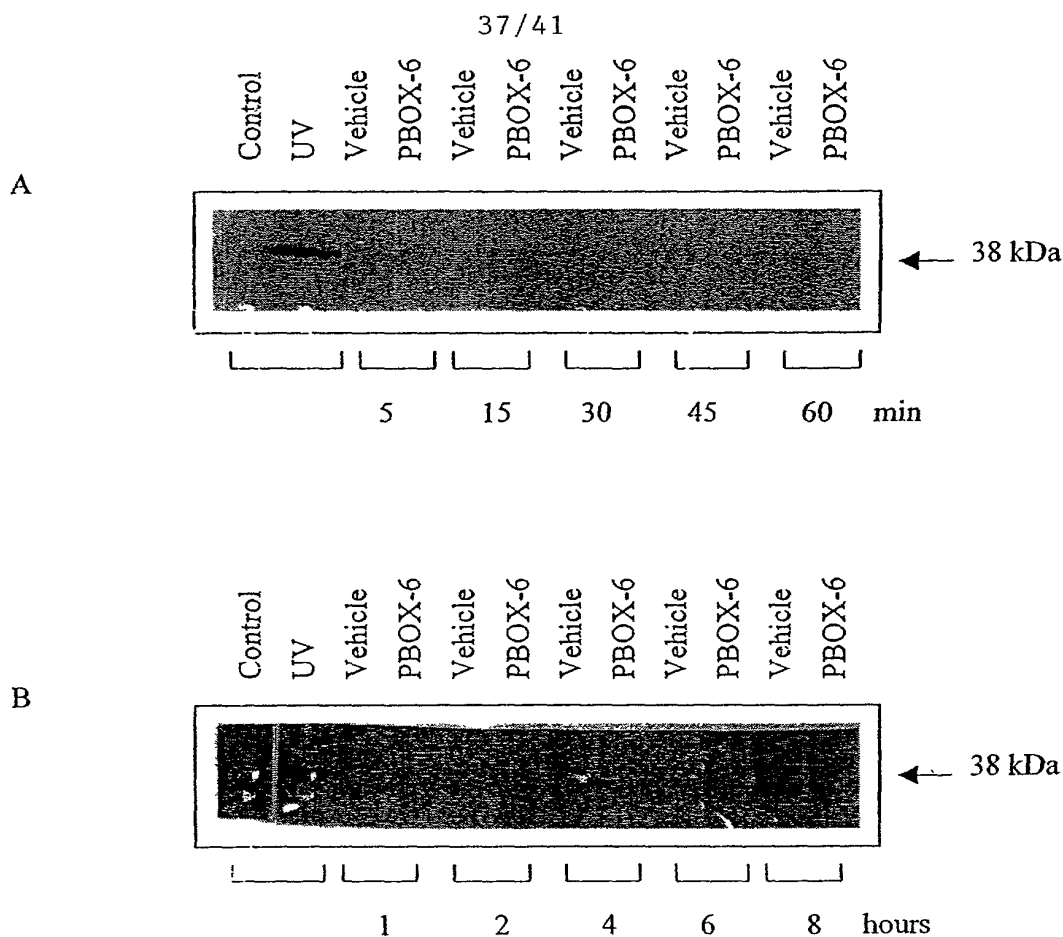 37/41
Control UV Vehicle PBOX-6 Vehicle PBOX-6 Vehicle PBOX-6 Vehicle PBOX-6 Vehicle PBOX-6
A
38 kDa
5 15 30 45 60 min
Control UV Vehicle PBOX-6 Vehicle PBOX-6 Vehicle PBOX-6 Vehicle PBOX-6 Vehicle PBOX-6
B
38 kDa
1 2 4 6 8 hours